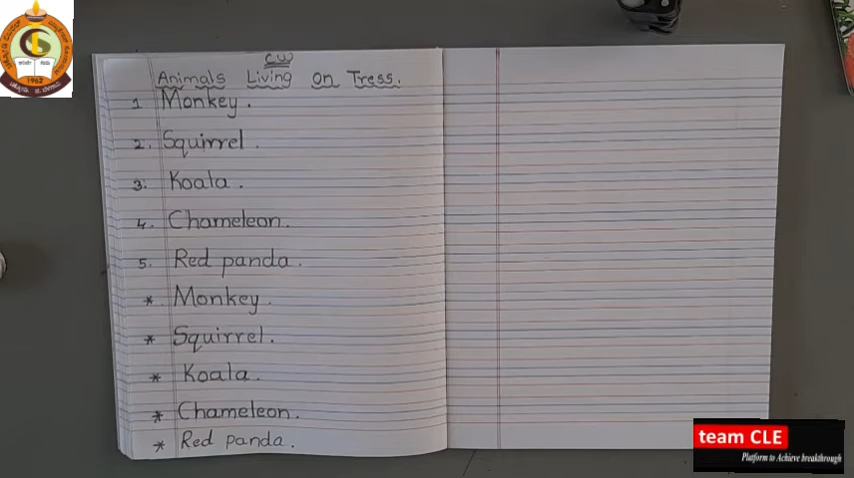 CW
Animals Living on Tress.
1 Monkey.
2. Squirrel.
3. Koala.
4. Chameleon.
5. Red panda.
* Monkey.
* Squirrel.
* Koala.
* Chameleon.
* Red panda.
1962
team CLE
Platform to Achieve breakthrough